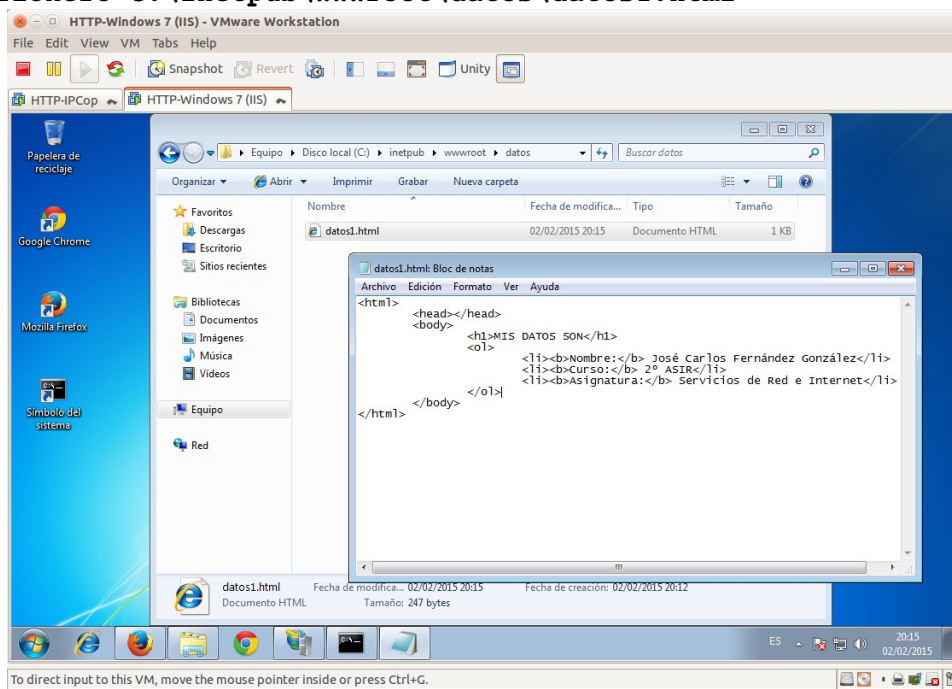 HTTP-Windows 7 (IIS) - VMware Workstation
File Edit View VM Tabs Help
Snapshot Revert Unity
HTTP-IPCop HTTP-Windows 7 (IIS)
Papelera de
reciclaje
Google Chrome
Mozilla Firefox
Símbolo del
sistema
Equipo Disco local (C:) inetpub wwwroot datos Buscar datos
Organizar Abrir Imprimir Grabar Nueva carpeta
Favoritos
Descargas
Escritorio
Sitios recientes
Bibliotecas
Documentos
Imágenes
Música
Vídeos
Equipo
Red
Nombre Fecha de modifica... Tipo Tamaño
datos1.html 02/02/2015 20:15 Documento HTML 1 KB
datos1.html: Bloc de notas
Archivo Edición Formato Ver Ayuda
<html>
<head></head>
<body>
<h1>MIS DATOS SON</h1>
<ol>
<li><b>Nombre:</b> José Carlos Fernández González</li>
<li><b>Curso:</b> 2º ASIR</li>
<li><b>Asignatura:</b> Servicios de Red e Internet</li>
</ol>
</body>
</html>
datos1.html Fecha de modifica... 02/02/2015 20:15 Fecha de creación: 02/02/2015 20:12
Documento HTML Tamaño: 247 bytes
ES 20:15
02/02/2015
To direct input to this VM, move the mouse pointer inside or press Ctrl+G.